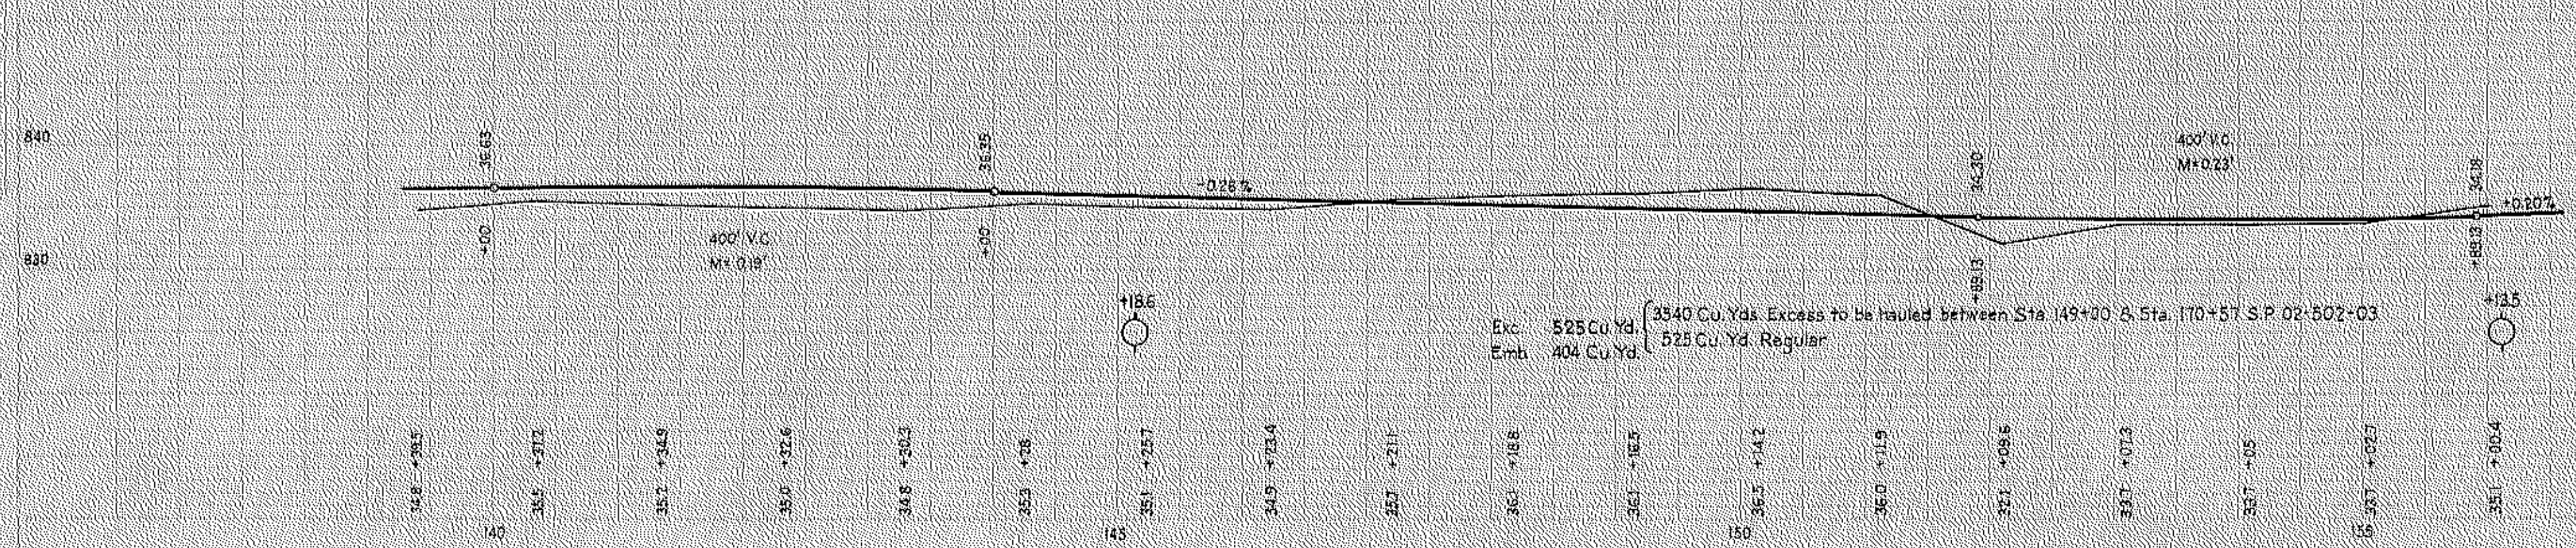 840
36.63
36.35
34.30
400' V.C.
M=0.23'
34.18
-0.26%
+0.20%
+00
400' V.C.
M=0.19'
+00
+89.13
+89.13
830
+18.6
+13.5
Exc. 525 Cu. Yd.
Emb. 404 Cu. Yd.
3540 Cu. Yds. Excess to be hauled between Sta. 149+00 & Sta. 170+57 S.P. 02-502-03
525 Cu. Yd. Regular
+39.5 +37.2 +34.9 +32.6 +30.3 +28 +25.7 +23.4 +21.1 +18.8 +16.5 +14.2 +11.9 +09.6 +07.3 +05 +02.7 +00.4
34.8 35.5 35.2 35.0 34.8 35.3 35.1 34.9 35.7 36.1 36.1 36.5 36.0 32.1 33.7 33.7 33.7 35.1
140 145 150 155